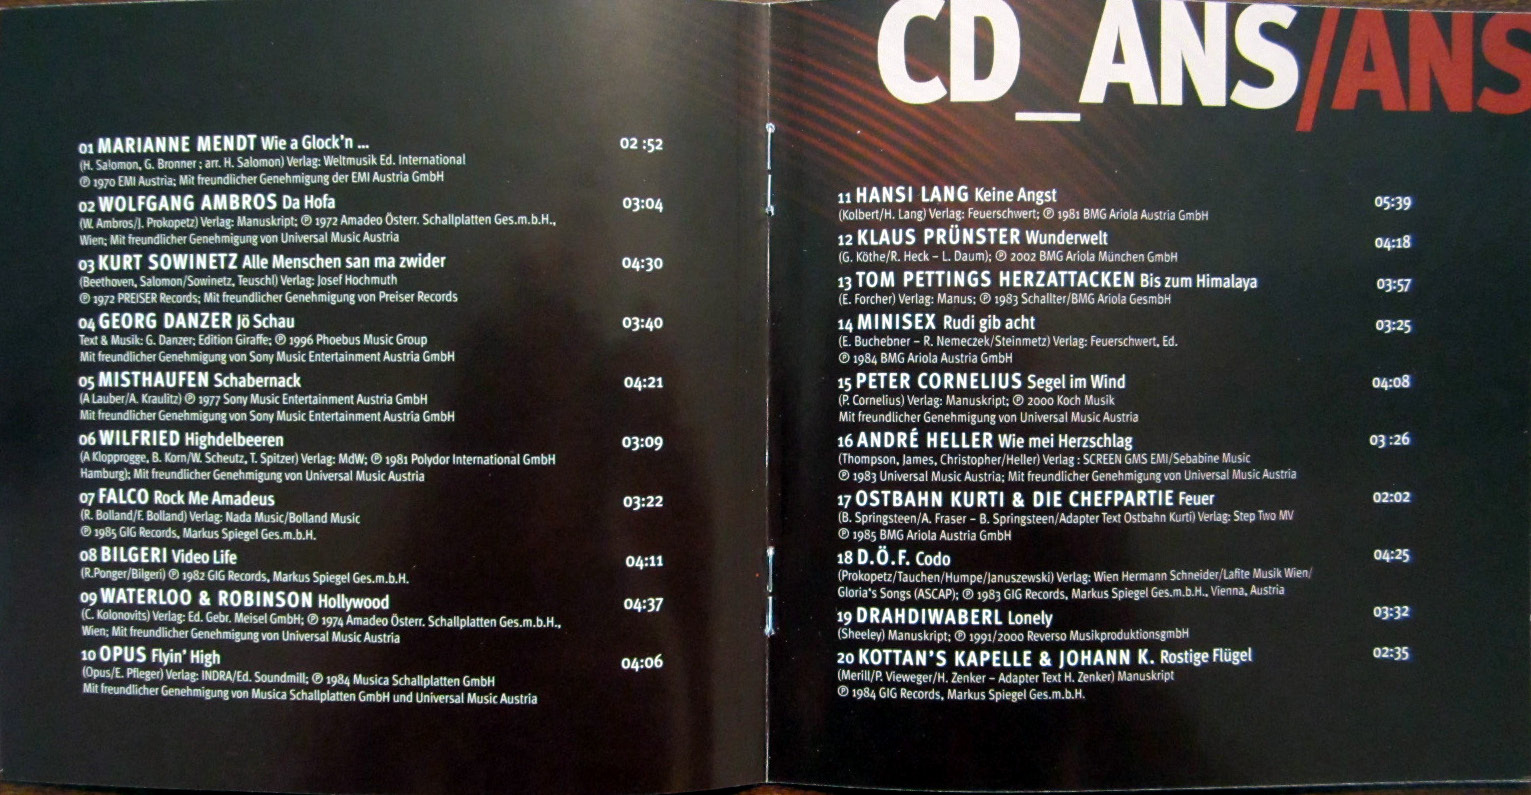 01 MARIANNE MENDT Wie a Glock'n ... 02 :52
(H. Salomon, G. Bronner ; arr. H. Salomon) Verlag: Weltmusik Ed. International
℗ 1970 EMI Austria; Mit freundlicher Genehmigung der EMI Austria GmbH
02 WOLFGANG AMBROS Da Hofa 03:04
(W. Ambros/J. Prokopetz) Verlag: Manuskript; ℗ 1972 Amadeo Österr. Schallplatten Ges.m.b.H.,
Wien; Mit freundlicher Genehmigung von Universal Music Austria
03 KURT SOWINETZ Alle Menschen san ma zwider 04:30
(Beethoven, Salomon/Sowinetz, Teuschl) Verlag: Josef Hochmuth
℗ 1972 PREISER Records; Mit freundlicher Genehmigung von Preiser Records
04 GEORG DANZER Jö Schau 03:40
Text & Musik: G. Danzer; Edition Giraffe; ℗ 1996 Phoebus Music Group
Mit freundlicher Genehmigung von Sony Music Entertainment Austria GmbH
05 MISTHAUFEN Schabernack 04:21
(A Lauber/A. Kraulitz) ℗ 1977 Sony Music Entertainment Austria GmbH
Mit freundlicher Genehmigung von Sony Music Entertainment Austria GmbH
06 WILFRIED Highdelbeeren 03:09
(A Klopprogge, B. Korn/W. Scheutz, T. Spitzer) Verlag: MdW; ℗ 1981 Polydor International GmbH
Hamburg); Mit freundlicher Genehmigung von Universal Music Austria
07 FALCO Rock Me Amadeus 03:22
(R. Bolland/F. Bolland) Verlag: Nada Music/Bolland Music
℗ 1985 GIG Records, Markus Spiegel Ges.m.b.H.
08 BILGERI Video Life 04:11
(R.Ponger/Bilgeri) ℗ 1982 GIG Records, Markus Spiegel Ges.m.b.H.
09 WATERLOO & ROBINSON Hollywood 04:37
(C. Kolonovits) Verlag: Ed. Gebr. Meisel GmbH; ℗ 1974 Amadeo Österr. Schallplatten Ges.m.b.H.,
Wien; Mit freundlicher Genehmigung von Universal Music Austria
10 OPUS Flyin' High 04:06
(Opus/E. Pfleger) Verlag: INDRA/Ed. Soundmill; ℗ 1984 Musica Schallplatten GmbH
Mit freundlicher Genehmigung von Musica Schallplatten GmbH und Universal Music Austria
CD_ANS/ANS
11 HANSI LANG Keine Angst 05:39
(Kolbert/H. Lang) Verlag: Feuerschwert; ℗ 1981 BMG Ariola Austria GmbH
12 KLAUS PRÜNSTER Wunderwelt 04:18
(G. Köthe/R. Heck – L. Daum); ℗ 2002 BMG Ariola München GmbH
13 TOM PETTINGS HERZATTACKEN Bis zum Himalaya 03:57
(E. Forcher) Verlag: Manus; ℗ 1983 Schallter/BMG Ariola GesmbH
14 MINISEX Rudi gib acht 03:25
(E. Buchebner – R. Nemeczek/Steinmetz) Verlag: Feuerschwert, Ed.
℗ 1984 BMG Ariola Austria GmbH
15 PETER CORNELIUS Segel im Wind 04:08
(P. Cornelius) Verlag: Manuskript; ℗ 2000 Koch Musik
Mit freundlicher Genehmigung von Universal Music Austria
16 ANDRÉ HELLER Wie mei Herzschlag 03 :26
(Thompson, James, Christopher/Heller) Verlag : SCREEN GMS EMI/Sebabine Music
℗ 1983 Universal Music Austria; Mit freundlicher Genehmigung von Universal Music Austria
17 OSTBAHN KURTI & DIE CHEFPARTIE Feuer 02:02
(B. Springsteen/A. Fraser – B. Springsteen/Adapter Text Ostbahn Kurti) Verlag: Step Two MV
℗ 1985 BMG Ariola Austria GmbH
18 D.Ö.F. Codo 04:25
(Prokopetz/Tauchen/Humpe/Januszewski) Verlag: Wien Hermann Schneider/Lafite Musik Wien/
Gloria's Songs (ASCAP); ℗ 1983 GIG Records, Markus Spiegel Ges.m.b.H., Vienna, Austria
19 DRAHDIWABERL Lonely 03:32
(Sheeley) Manuskript; ℗ 1991/2000 Reverso MusikproduktionsgmbH
20 KOTTAN'S KAPELLE & JOHANN K. Rostige Flügel 02:35
(Merill/P. Vieweger/H. Zenker – Adapter Text H. Zenker) Manuskript
℗ 1984 GIG Records, Markus Spiegel Ges.m.b.H.